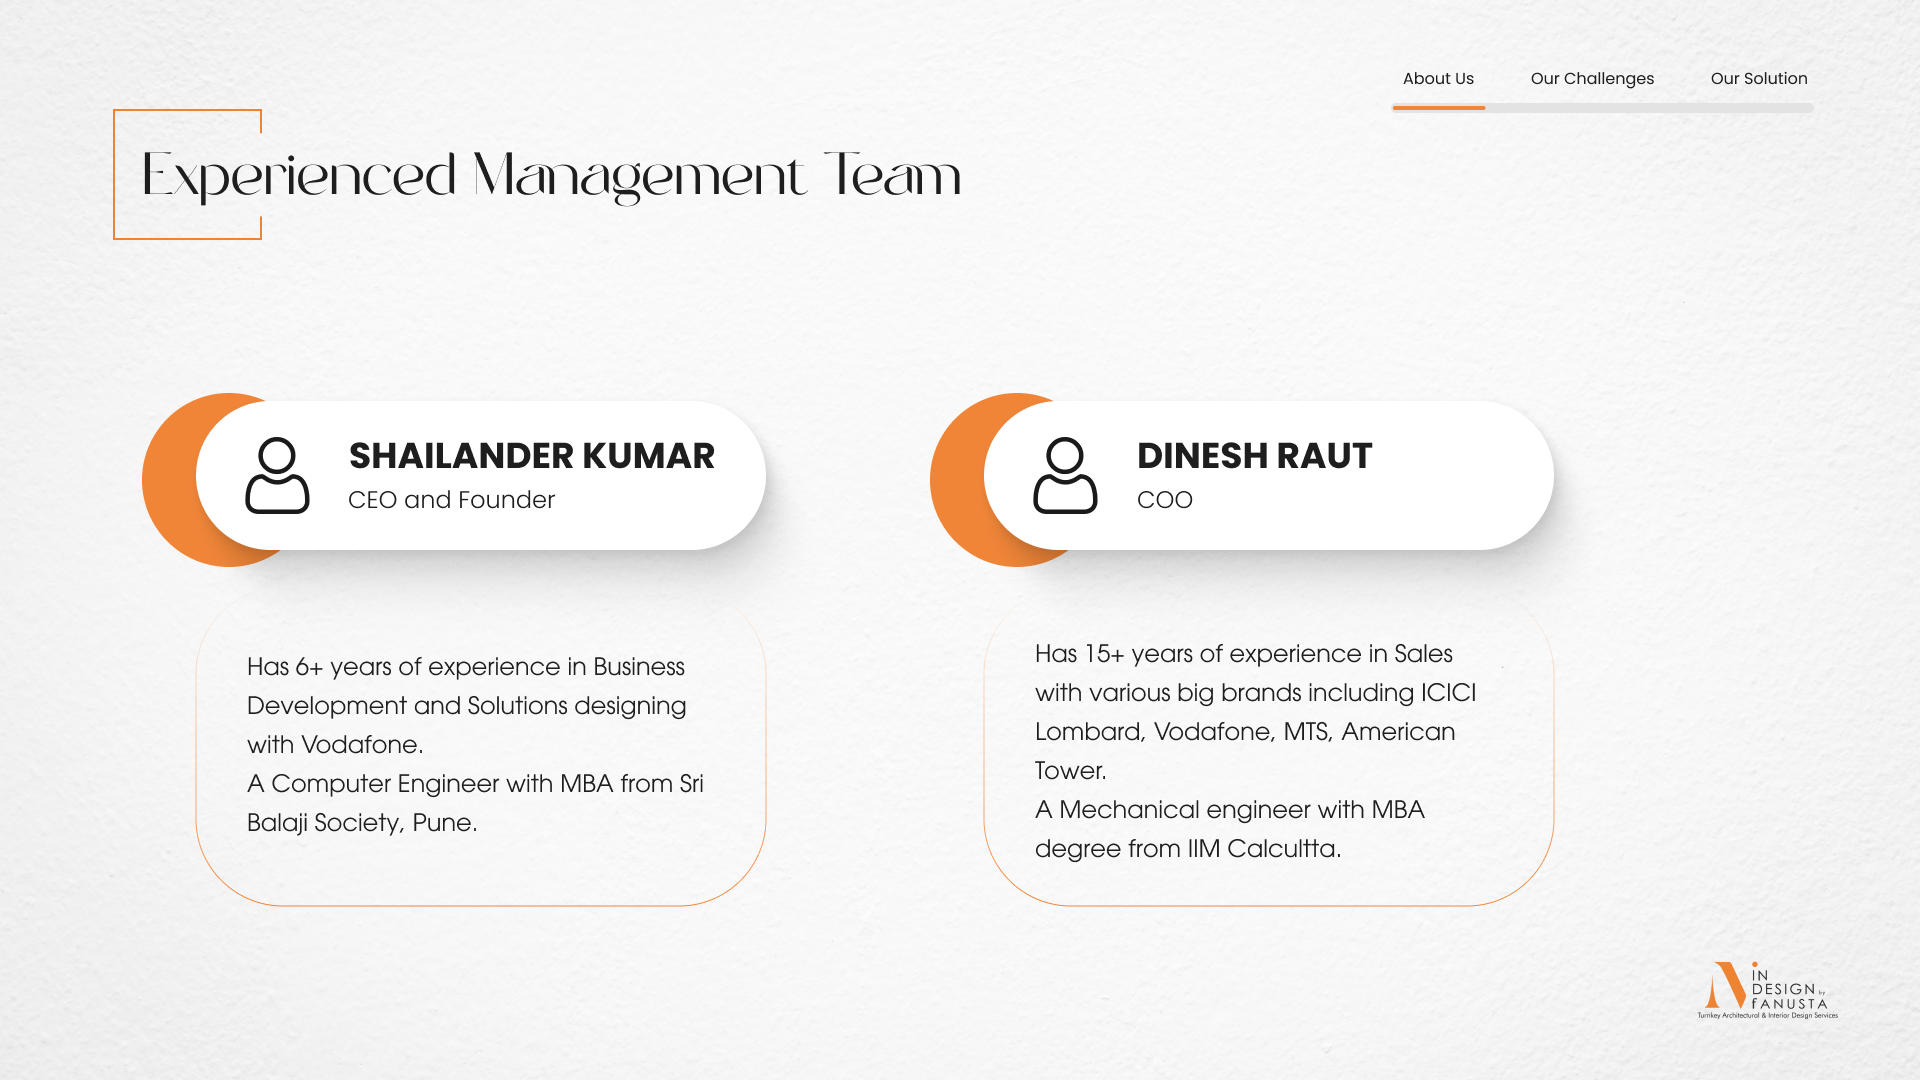 About Us
Our Challenges
Our Solution
Experienced Management Team
SHAILANDER KUMAR
CEO and Founder
Has 6+ years of experience in Business
Development and Solutions designing
with Vodafone.
A Computer Engineer with MBA from Sri
Balaji Society, Pune.
DINESH RAUT
COO
Has 15+ years of experience in Sales
with various big brands including ICICI
Lombard, Vodafone, MTS, American
Tower.
A Mechanical engineer with MBA
degree from IIM Calcultta.
iN
DESIGN by
fANUSTA
Turnkey Architectural & Interior Design Services